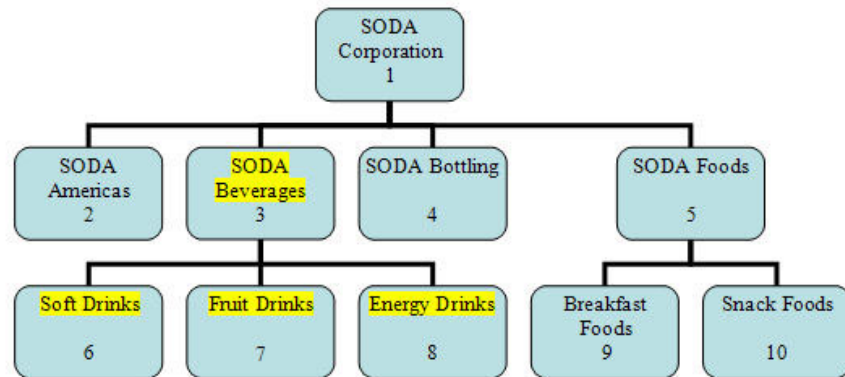 SODA
Corporation
1
SODA
Americas
2
SODA
Beverages
3
SODA Bottling
4
SODA Foods
5
Soft Drinks
6
Fruit Drinks
7
Energy Drinks
8
Breakfast
Foods
9
Snack Foods
10